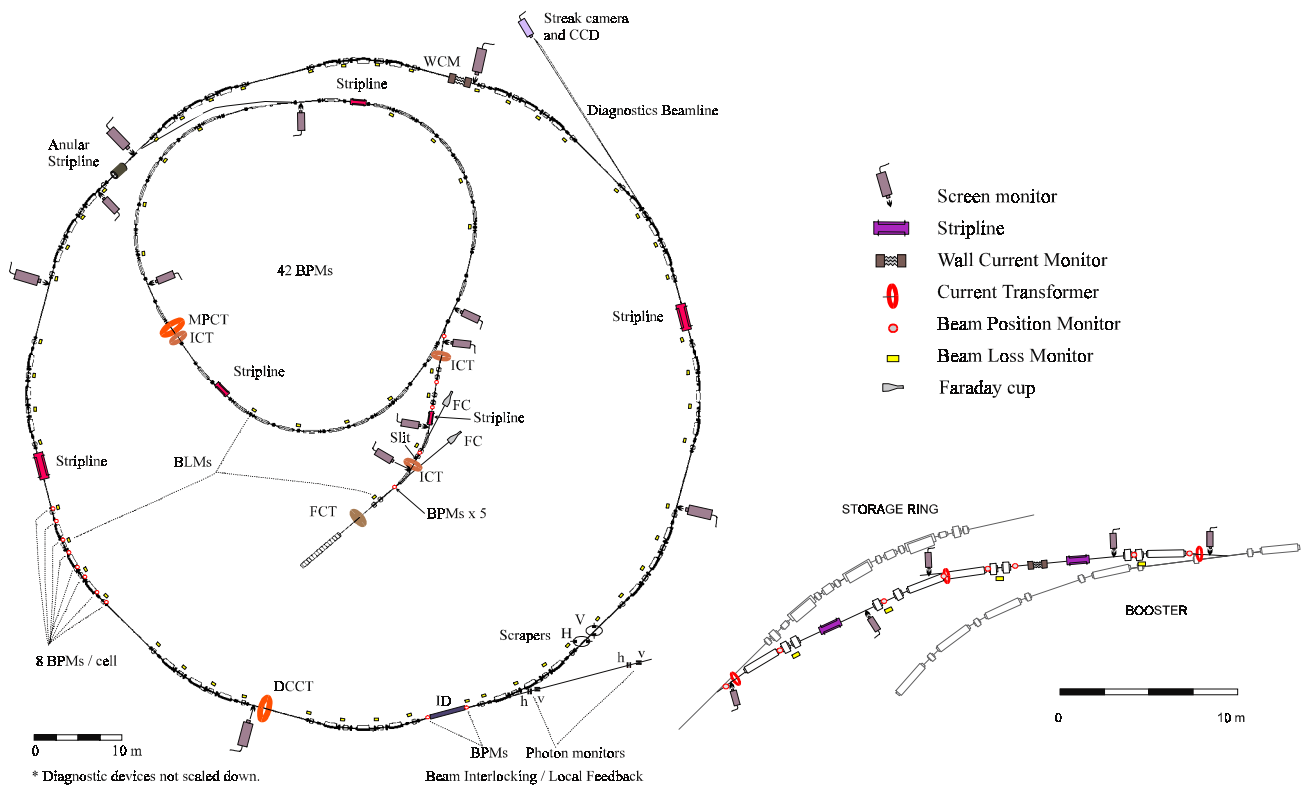 Streak camera
and CCD
WCM
Stripline
Diagnostics Beamline
Anular
Stripline
42 BPMs
MPCT
ICT
Stripline
Stripline
ICT
FC
Stripline
Slit
FC
ICT
Stripline
BLMs
FCT
BPMs x 5
8 BPMs / cell
Scrapers
H
V
h
v
h
v
DCCT
ID
BPMs
Photon monitors
Beam Interlocking / Local Feedback
0
10 m
* Diagnostic devices not scaled down.
Screen monitor
Stripline
Wall Current Monitor
Current Transformer
Beam Position Monitor
Beam Loss Monitor
Faraday cup
STORAGE RING
BOOSTER
0
10 m